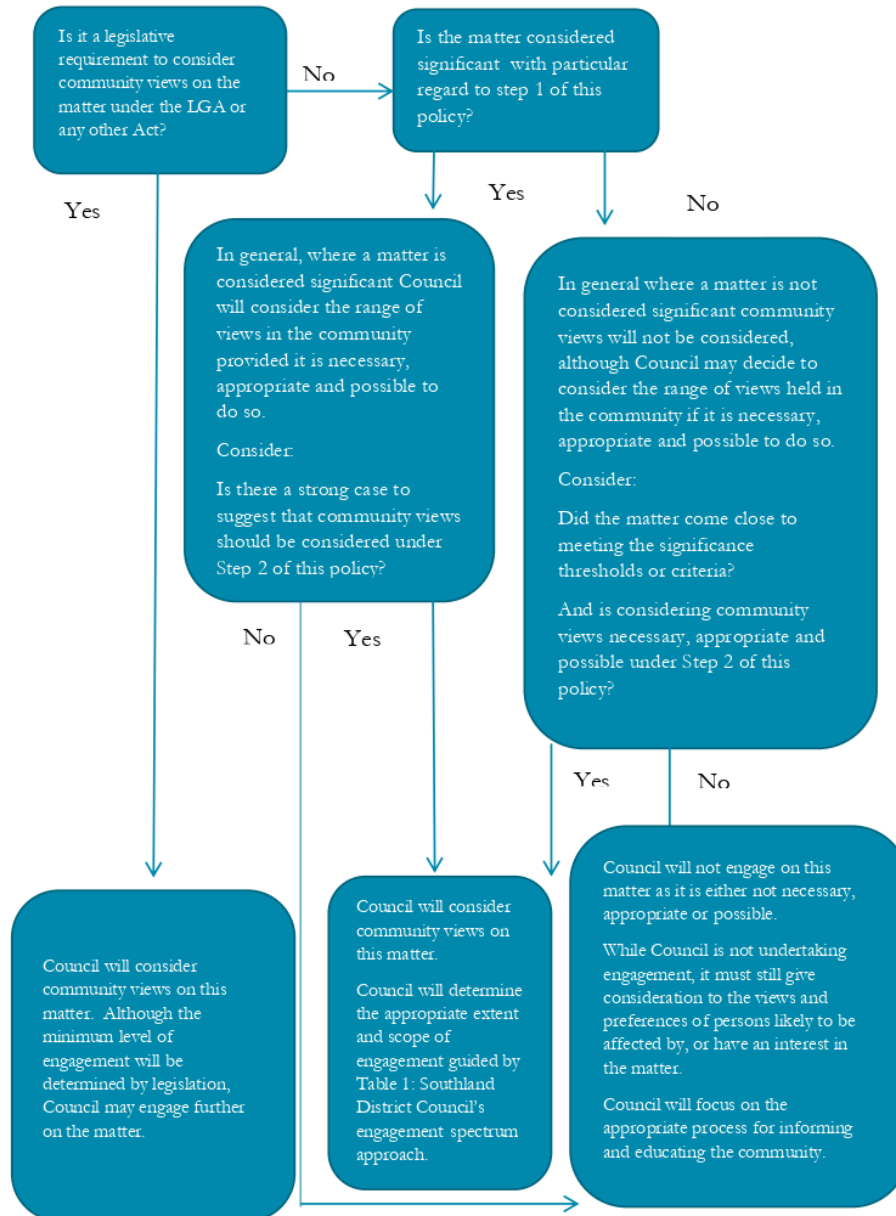 Is it a legislative
requirement to consider
community views on the
matter under the LGA or
any other Act?
No
Is the matter considered
significant with particular
regard to step 1 of this
policy?
Yes
Yes
No
In general, where a matter is
considered significant Council
will consider the range of
views in the community
provided it is necessary,
appropriate and possible to
do so.
Consider:
Is there a strong case to
suggest that community views
should be considered under
Step 2 of this policy?
In general where a matter is not
considered significant community
views will not be considered,
although Council may decide to
consider the range of views held in
the community if it is necessary,
appropriate and possible to do so.
Consider:
Did the matter come close to
meeting the significance
thresholds or criteria?
And is considering community
views necessary, appropriate and
possible under Step 2 of this
policy?
No
Yes
Yes
No
Council will consider
community views on this
matter. Although the
minimum level of
engagement will be
determined by legislation,
Council may engage further
on the matter.
Council will consider
community views on
this matter.
Council will determine
the appropriate extent
and scope of
engagement guided by
Table 1: Southland
District Council's
engagement spectrum
approach.
Council will not engage on this
matter as it is either not necessary,
appropriate or possible.
While Council is not undertaking
engagement, it must still give
consideration to the views and
preferences of persons likely to be
affected by, or have an interest in
the matter.
Council will focus on the
appropriate process for informing
and educating the community.